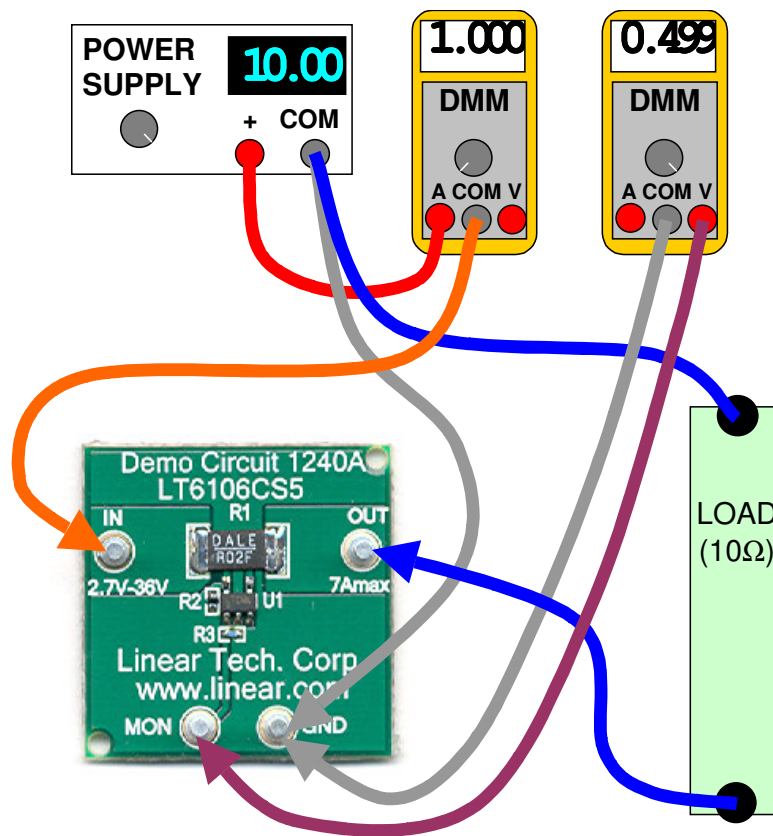 POWER
SUPPLY
10.00
+ COM
1.000
DMM
A COM V
0.499
DMM
A COM V
Demo Circuit 1240A
LT6106CS5
IN
R1
OUT
DALE
R02F
2.7V-36V
7Amax
R2
U1
R3
Linear Tech. Corp
www.linear.com
MON
GND
LOAD
(10Ω)